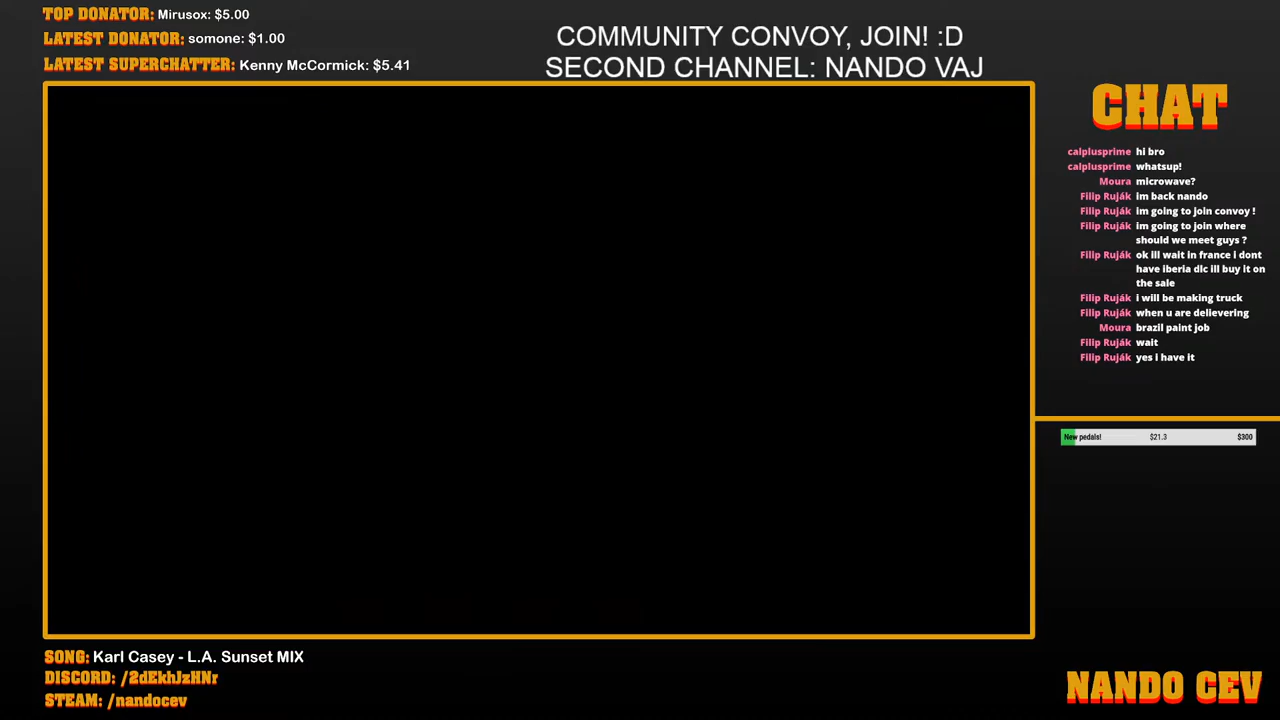 TOP DONATOR: Mirusox: $5.00
LATEST DONATOR: somone: $1.00
LATEST SUPERCHATTER: Kenny McCormick: $5.41
COMMUNITY CONVOY, JOIN! :D
SECOND CHANNEL: NANDO VAJ
CHAT
calplusprime hi bro
calplusprime whatsup!
Moura microwave?
Filip Ruják im back nando
Filip Ruják im going to join convoy !
Filip Ruják im going to join where
should we meet guys ?
Filip Ruják ok ill wait in france i dont
have iberia dlc ill buy it on
the sale
Filip Ruják i will be making truck
Filip Ruják when u are delievering
Moura brazil paint job
Filip Ruják wait
Filip Ruják yes i have it
New pedals! $21.3 $300
SONG: Karl Casey - L.A. Sunset MIX
DISCORD: /2dEkhJzHNr
STEAM: /nandocev
NANDO CEV